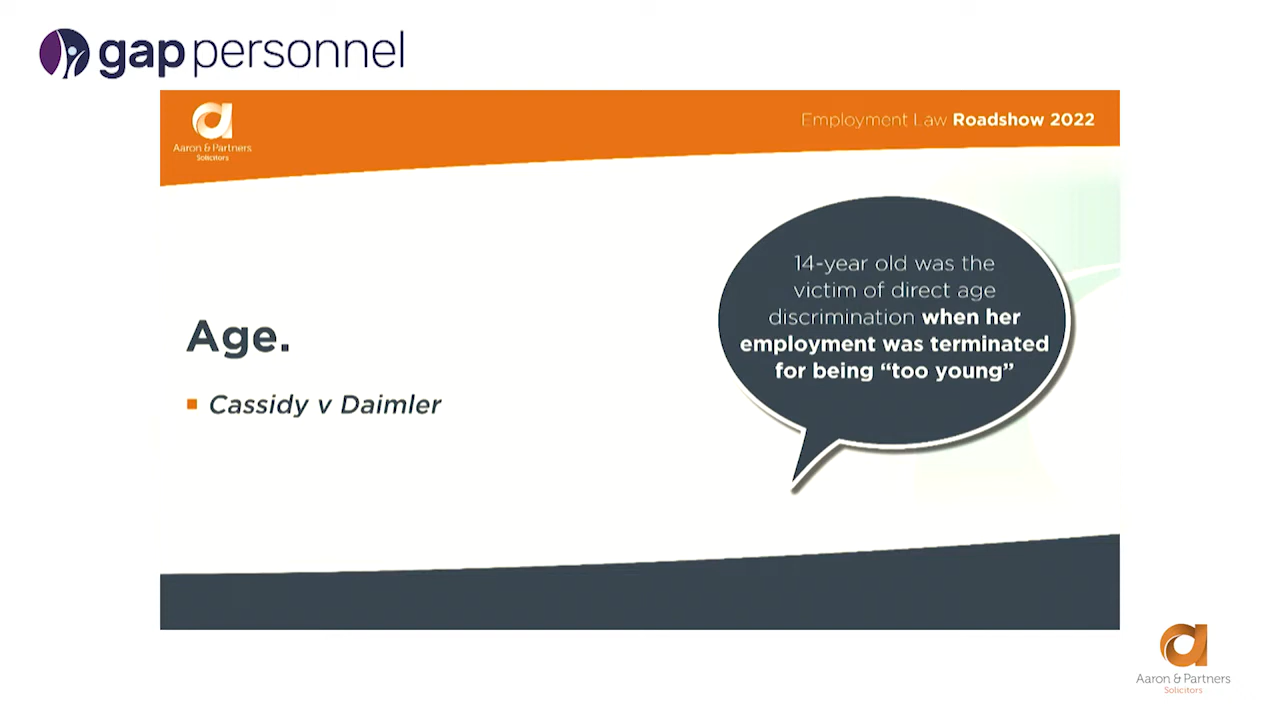 gap personnel
Aaron & Partners
Solicitors
Employment Law Roadshow 2022
14-year old was the
victim of direct age
discrimination when her
employment was terminated
for being “too young”
Age.
Cassidy v Daimler
Aaron & Partners
Solicitors